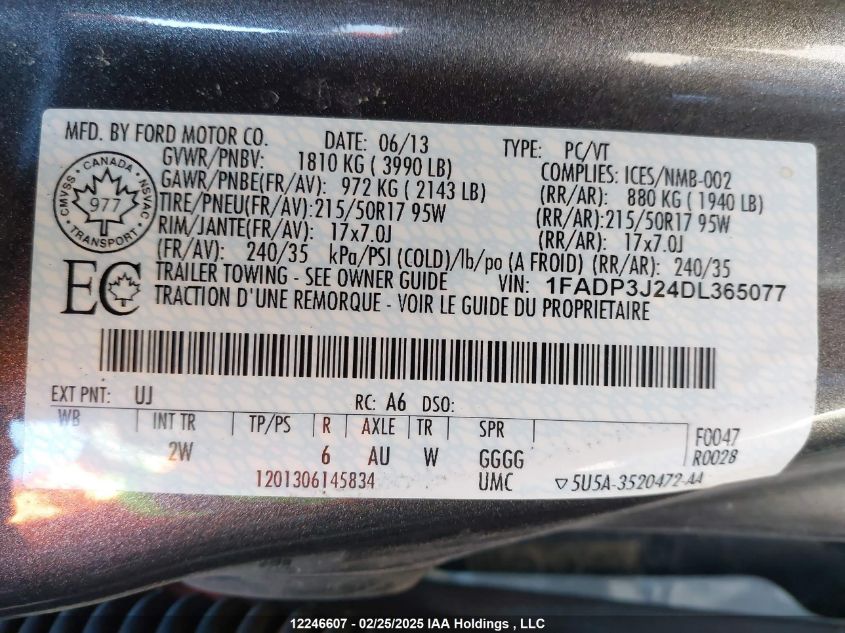 MFD. BY FORD MOTOR CO. DATE: 06/13 TYPE: PC/VT
GVWR/PNBV: 1810 KG ( 3990 LB) COMPLIES: ICES/NMB-002
GAWR/PNBE(FR/AV): 972 KG ( 2143 LB) (RR/AR): 880 KG ( 1940 LB)
TIRE/PNEU(FR/AV):215/50R17 95W (RR/AR):215/50R17 95W
RIM/JANTE(FR/AV): 17x7.0J (RR/AR): 17x7.0J
(FR/AV): 240/35 kPa/PSI (COLD)/lb/po (A FROID) (RR/AR): 240/35
TRAILER TOWING - SEE OWNER GUIDE VIN: 1FADP3J24DL365077
TRACTION D'UNE REMORQUE - VOIR LE GUIDE DU PROPRIETAIRE
CANADA
CMVSS 977 NSVAC
TRANSPORT
EC
EXT PNT: UJ RC: A6 DSO:
WB INT TR TP/PS R AXLE TR SPR F0047
2W 6 AU W GGGG R0028
1201306145834 UMC ▽5U5A-3520472-AA
12246607 - 02/25/2025 IAA Holdings , LLC